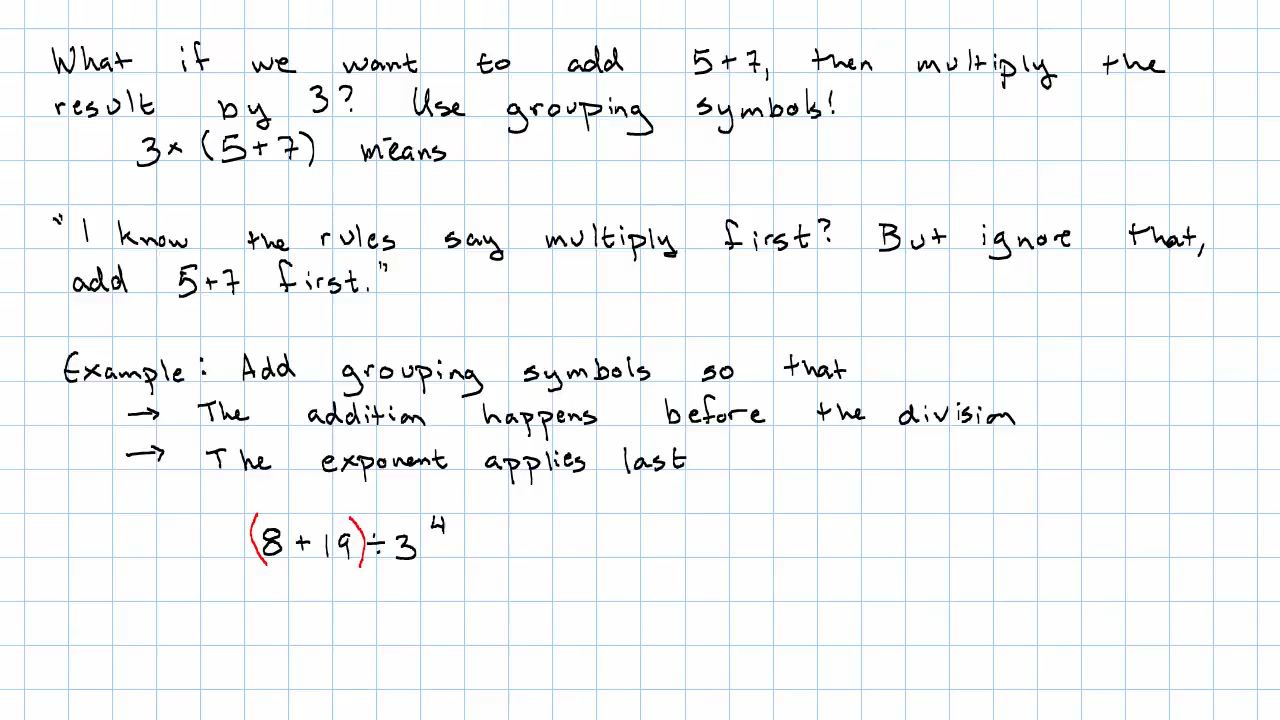 What if we want to add 5+7, then multiply the
result by 3? Use grouping symbols!
3 × (5+7) means
"I know the rules say multiply first? But ignore that,
add 5+7 first."
Example: Add grouping symbols so that
→ The addition happens before the division
→ The exponent applies last
(8 + 19) ÷ 3⁴